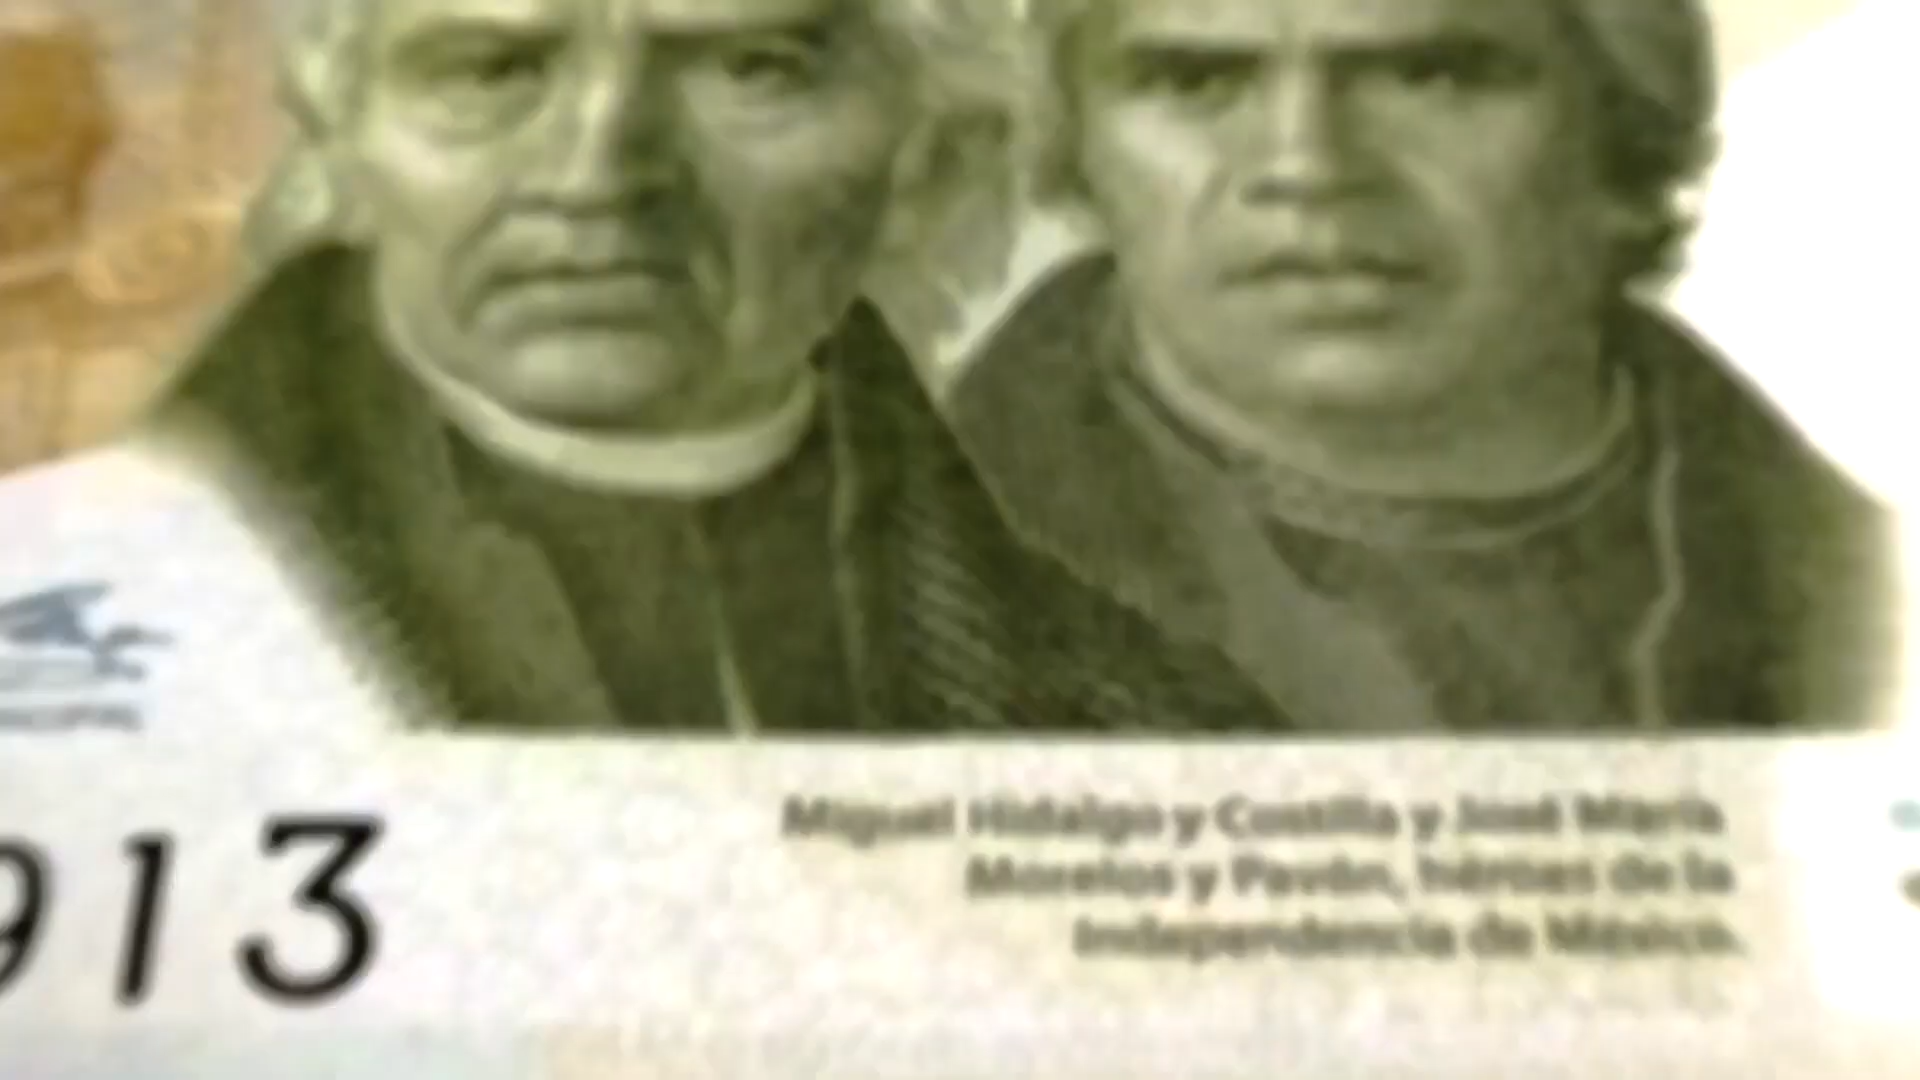 913
Miguel Hidalgo y Costilla y José María
Morelos y Pavón, héroes de la
Independencia de México.